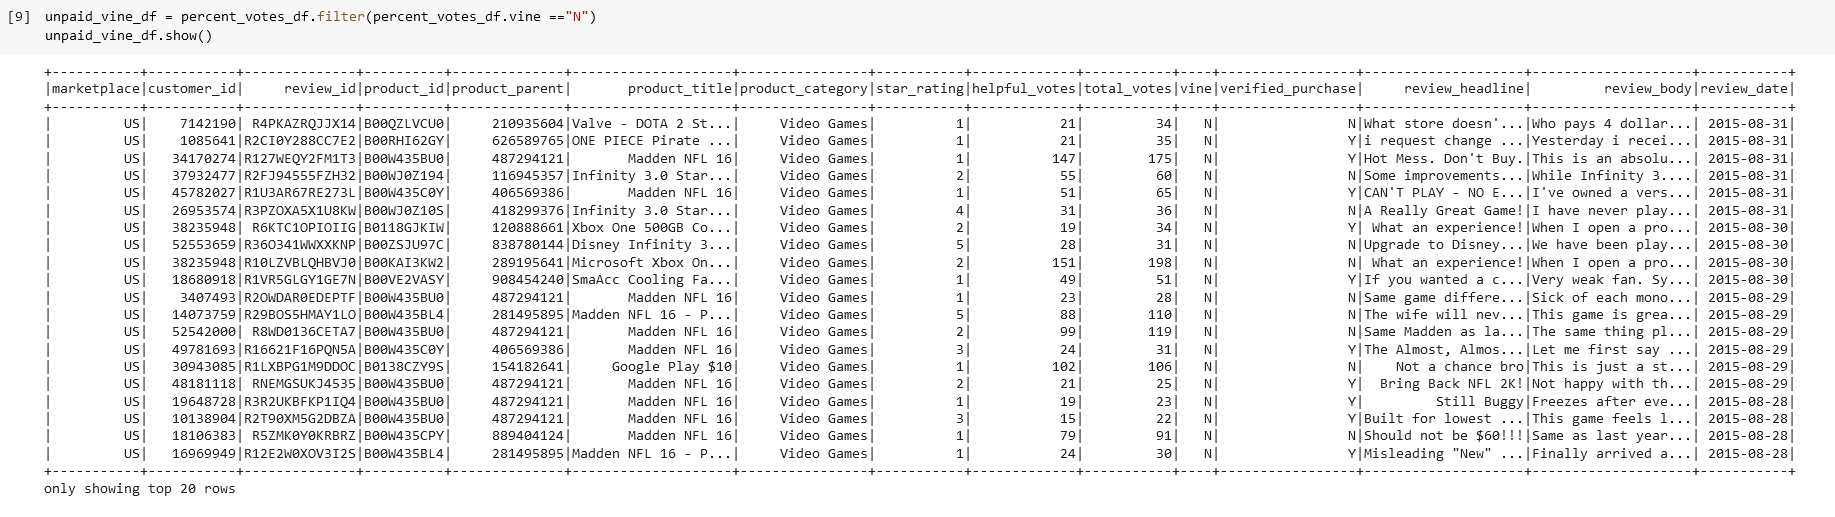 [9] unpaid_vine_df = percent_votes_df.filter(percent_votes_df.vine =="N")
unpaid_vine_df.show()
+-----------+-----------+--------------+----------+--------------+--------------------+----------------+-----------+-------------+-----------+----+-----------------+--------------------+--------------------+-----------+
|marketplace|customer_id|     review_id|product_id|product_parent|       product_title|product_category|star_rating|helpful_votes|total_votes|vine|verified_purchase|     review_headline|         review_body|review_date|
+-----------+-----------+--------------+----------+--------------+--------------------+----------------+-----------+-------------+-----------+----+-----------------+--------------------+--------------------+-----------+
|         US|    7142190| R4PKAZRQJJX14|B00QZLVCU0|     210935604|Valve - DOTA 2 St...|     Video Games|          1|           21|         34|   N|                N|What store doesn'...|Who pays 4 dollar...| 2015-08-31|
|         US|    1085641|R2CI0Y288CC7E2|B00RHI62GY|     626589765|ONE PIECE Pirate ...|     Video Games|          1|           21|         35|   N|                Y|i request change ...|Yesterday i recei...| 2015-08-31|
|         US|   34170274|R127WEQY2FM1T3|B00W435BU0|     487294121|        Madden NFL 16|     Video Games|          1|          147|        175|   N|                Y|Hot Mess. Don't Buy.|This is an absolu...| 2015-08-31|
|         US|   37932477|R2FJ94555FZH32|B00WJ0Z194|     116945357|Infinity 3.0 Star...|     Video Games|          2|           55|         60|   N|                N|Some improvements...|While Infinity 3....| 2015-08-31|
|         US|   45782027|R1U3AR67RE273L|B00W435C0Y|     406569386|       Madden NFL 16|     Video Games|          1|           51|         65|   N|                Y|CAN'T PLAY - NO E...|I've owned a vers...| 2015-08-31|
|         US|   26953574|R3PZOXA5X1U8KW|B00WJ0Z10S|     418299376|Infinity 3.0 Star...|     Video Games|          4|           31|         36|   N|                N|A Really Great Game!|I have never play...| 2015-08-31|
|         US|   38235948| R6KTC1OPIOIIG|B0118GJKIW|     120888661|Xbox One 500GB Co...|     Video Games|          2|           19|         34|   N|                Y| What an experience!|When I open a pro...| 2015-08-30|
|         US|   52553659|R36O341WWXXKNP|B00ZSJU97C|     838780144|Disney Infinity 3...|     Video Games|          5|           28|         31|   N|                N|Upgrade to Disney...|We have been play...| 2015-08-30|
|         US|   38235948|R10LZVBLQHBVJ0|B00KAI3KW2|     289195641|Microsoft Xbox On...|     Video Games|          2|          151|        198|   N|                N| What an experience!|When I open a pro...| 2015-08-30|
|         US|   18680918|R1VR5GLGY1GE7N|B00VE2VASY|     908454240|SmaAcc Cooling Fa...|     Video Games|          1|           49|         51|   N|                Y|If you wanted a c...|Very weak fan. Sy...| 2015-08-30|
|         US|    3407493|R2OWDAR0EDEPTF|B00W435BU0|     487294121|       Madden NFL 16|     Video Games|          1|           23|         28|   N|                N|Same game differe...|Sick of each mono...| 2015-08-29|
|         US|   14073759|R29BOS5HMAY1LO|B00W435BL4|     281495895|Madden NFL 16 - P...|     Video Games|          5|           88|        110|   N|                N|The wife will nev...|This game is grea...| 2015-08-29|
|         US|   52542000| R8WD0136CETA7|B00W435BU0|     487294121|       Madden NFL 16|     Video Games|          2|           99|        119|   N|                N|Same Madden as la...|The same thing pl...| 2015-08-29|
|         US|   49781693|R16621F16PQN5A|B00W435C0Y|     406569386|       Madden NFL 16|     Video Games|          3|           24|         31|   N|                Y|The Almost, Almos...|Let me first say ...| 2015-08-29|
|         US|   30943085|R1LXBPG1M9DDOC|B0138CZY9S|     154182641|     Google Play $10|     Video Games|          1|          102|        106|   N|                N|    Not a chance bro|This is just a st...| 2015-08-29|
|         US|   48181118| RNEMGSUKJ4535|B00W435BU0|     487294121|       Madden NFL 16|     Video Games|          2|           21|         25|   N|                Y|  Bring Back NFL 2K!|Not happy with th...| 2015-08-29|
|         US|   19648728|R3R2UKBFKP1IQ4|B00W435BU0|     487294121|       Madden NFL 16|     Video Games|          1|           19|         23|   N|                Y|         Still Buggy|Freezes after eve...| 2015-08-28|
|         US|   10138904|R2T90XM5G2DBZA|B00W435BU0|     487294121|       Madden NFL 16|     Video Games|          3|           15|         22|   N|                Y|Built for lowest ...|This game feels l...| 2015-08-28|
|         US|   18106383| R5ZMK0Y0KRBRZ|B00W435CPY|     889404124|       Madden NFL 16|     Video Games|          1|           79|         91|   N|                N|Should not be $60!!!|Same as last year...| 2015-08-28|
|         US|   16969949|R12E2W0XOV3I2S|B00W435BL4|     281495895|Madden NFL 16 - P...|     Video Games|          1|           24|         30|   N|                Y|Misleading "New" ...|Finally arrived a...| 2015-08-28|
+-----------+-----------+--------------+----------+--------------+--------------------+----------------+-----------+-------------+-----------+----+-----------------+--------------------+--------------------+-----------+
only showing top 20 rows